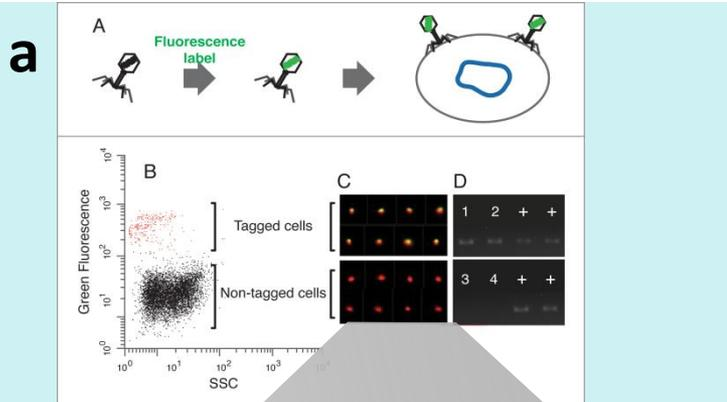 a
A
Fluorescence
label
B
C
D
Green Fluorescence
10⁴
10³
10²
10¹
10⁰
Tagged cells
Non-tagged cells
1 2 + +
3 4 + +
10⁰ 10¹ 10² 10³ 10⁴
SSC